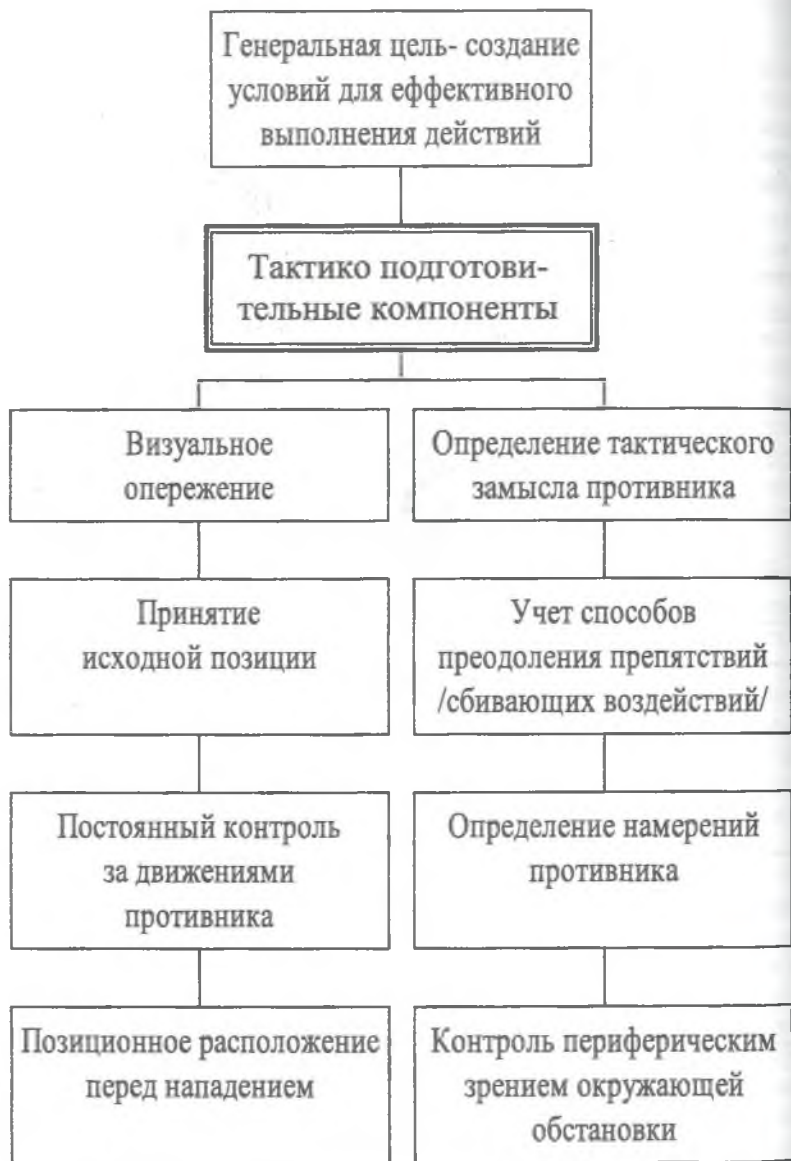 Генеральная цель- создание
условий для еффективного
выполнения действий
Тактико подготови-
тельные компоненты
Визуальное
опережение
Определение тактического
замысла противника
Принятие
исходной позиции
Учет способов
преодоления препятствий
/сбивающих воздействий/
Постоянный контроль
за движениями
противника
Определение намерений
противника
Позиционное расположение
перед нападением
Контроль периферическим
зрением окружающей
обстановки